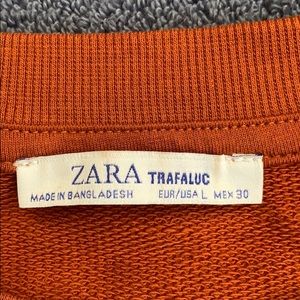 ZARA TRAFALUC
MADE IN BANGLADESH EUR/USA L MEX 30